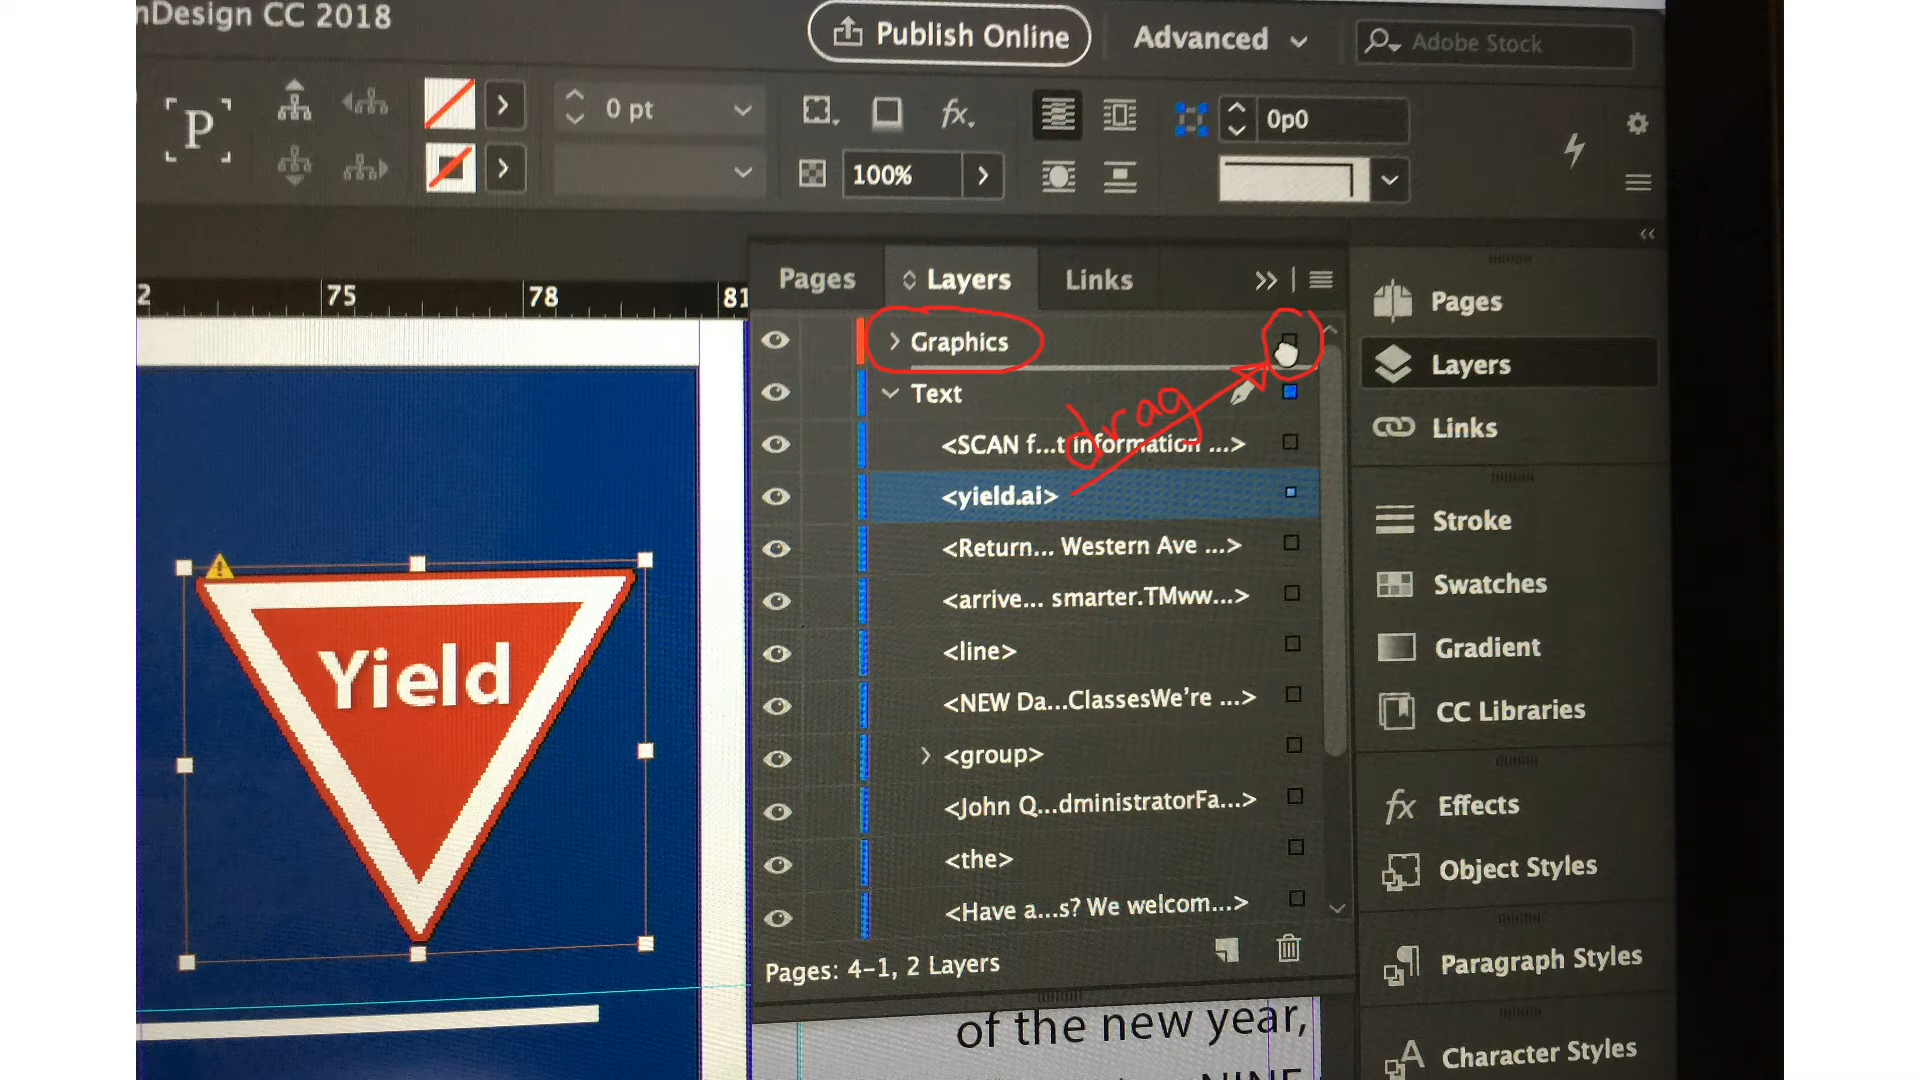 nDesign CC 2018
Publish Online
Advanced
Adobe Stock
P
0 pt
fx.
0p0
100%
2
75
78
81
Pages
Layers
Links
Graphics
Text
drag
<SCAN f...t information ...>
<yield.ai>
<Return... Western Ave ...>
<arrive... smarter.TMww...>
<line>
<NEW Da...ClassesWe're ...>
<group>
<John Q...dministratorFa...>
<the>
<Have a...s? We welcom...>
Pages: 4-1, 2 Layers
Yield
of the new year,
Pages
Layers
Links
Stroke
Swatches
Gradient
CC Libraries
fx Effects
Object Styles
Paragraph Styles
A Character Styles